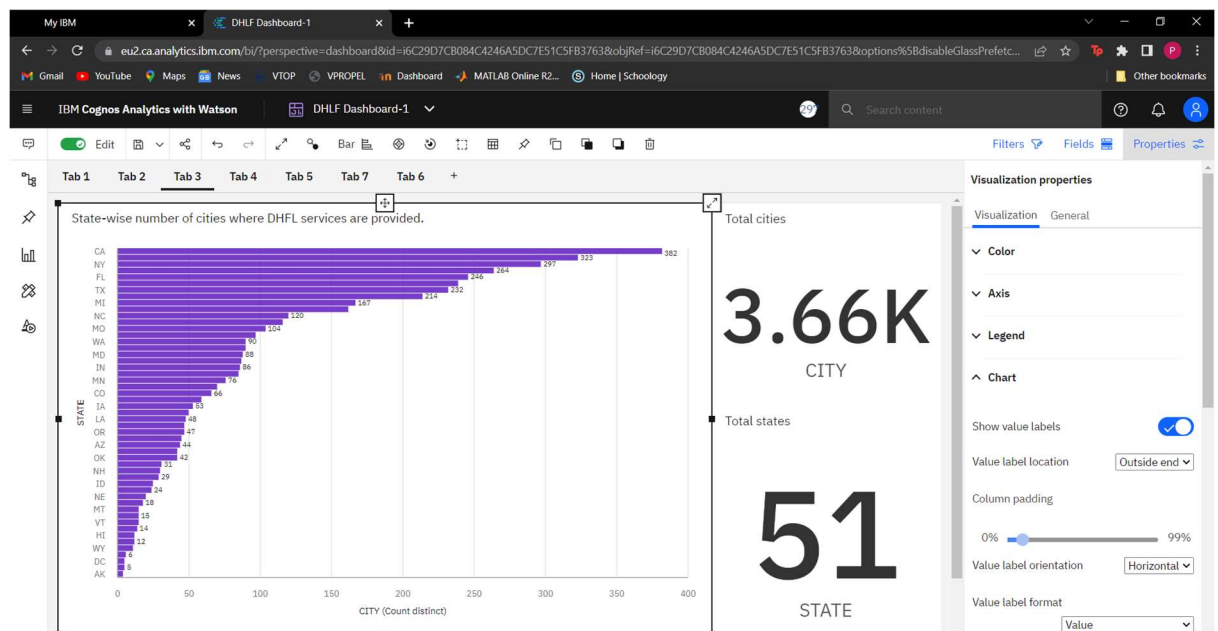 My IBM
DHLF Dashboard-1
eu2.ca.analytics.ibm.com/bi/?perspective=dashboard&id=i6C29D7CB084C4246A5DC7E51C5FB3763&objRef=i6C29D7CB084C4246A5DC7E51C5FB3763&options%5BdisableGlassPrefetc...
Tp
P
Gmail YouTube Maps News VTOP VPROPEL Dashboard MATLAB Online R2... Home | Schoology Other bookmarks
IBM Cognos Analytics with Watson
DHLF Dashboard-1
Search content
Edit
Bar
Filters Fields Properties
Tab 1 Tab 2 Tab 3 Tab 4 Tab 5 Tab 7 Tab 6 +
State-wise number of cities where DHFL services are provided.
CA
NY
FL
TX
MI
NC
MO
WA
MD
IN
MN
CO
IA
LA
OR
AZ
OK
NH
ID
NE
MT
VT
HI
WY
DC
AK
STATE
382
323
297
264
246
232
214
167
120
104
90
88
86
76
66
53
48
47
44
42
31
29
24
18
15
14
12
6
5
0 50 100 150 200 250 300 350 400
CITY (Count distinct)
Total cities
3.66K
CITY
Total states
51
STATE
Visualization properties
Visualization General
Color
Axis
Legend
Chart
Show value labels
Value label location
Outside end
Column padding
0% 99%
Value label orientation
Horizontal
Value label format
Value